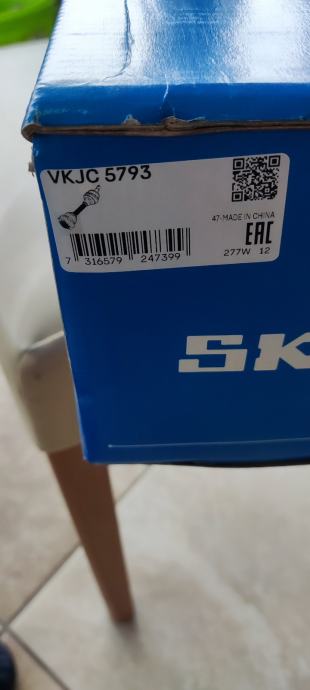 VKJC 5793
47-MADE IN CHINA
EAC
277W 12
7 316579 247399
SK